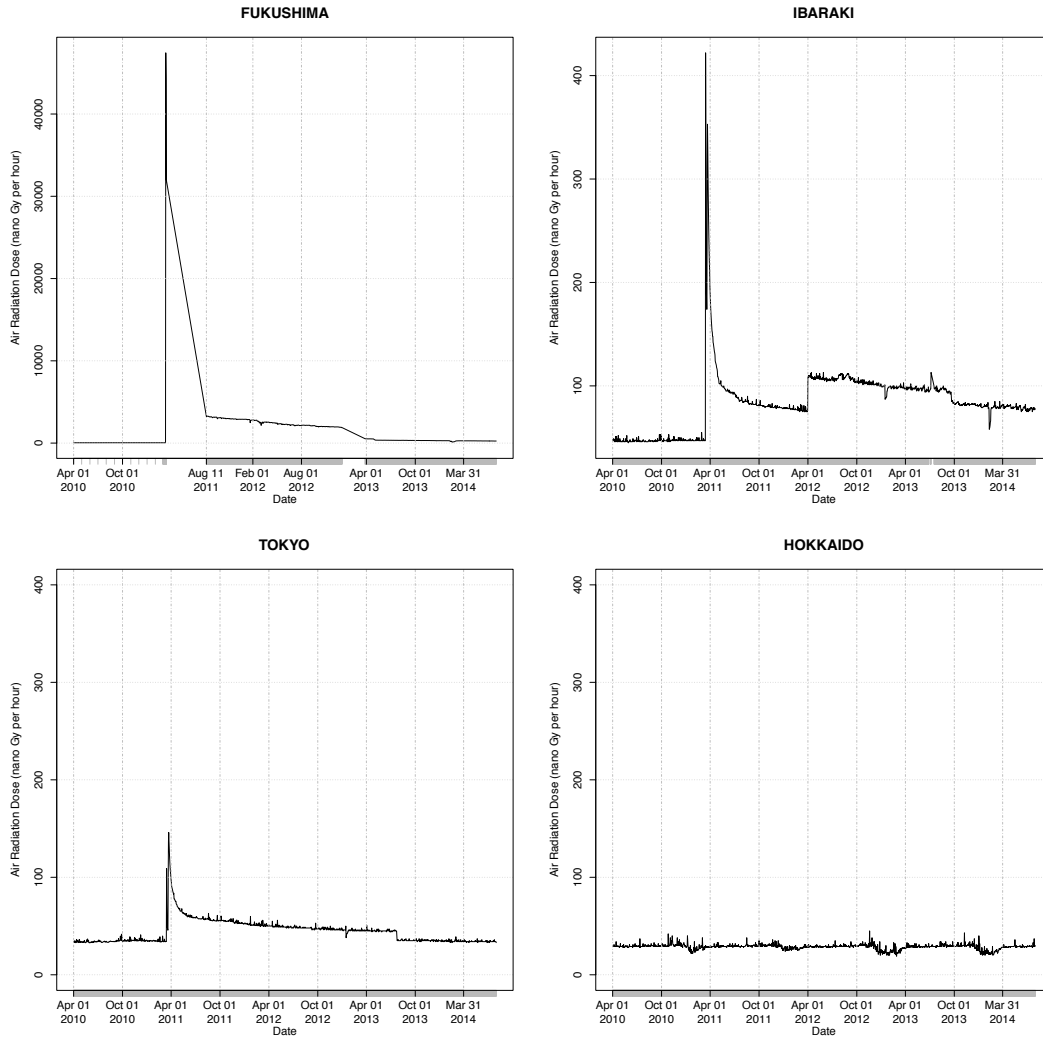 FUKUSHIMA
Air Radiation Dose (nano Gy per hour)
40000
30000
20000
10000
0
Apr 01 Oct 01 Aug 11 Feb 01 Aug 01 Apr 01 Oct 01 Mar 31
2010 2010 2011 2012 2012 2013 2013 2014
Date
IBARAKI
Air Radiation Dose (nano Gy per hour)
400
300
200
100
Apr 01 Oct 01 Apr 01 Oct 01 Apr 01 Oct 01 Apr 01 Oct 01 Mar 31
2010 2010 2011 2011 2012 2012 2013 2013 2014
Date
TOKYO
Air Radiation Dose (nano Gy per hour)
400
300
200
100
0
Apr 01 Oct 01 Apr 01 Oct 01 Apr 01 Oct 01 Apr 01 Oct 01 Mar 31
2010 2010 2011 2011 2012 2012 2013 2013 2014
Date
HOKKAIDO
Air Radiation Dose (nano Gy per hour)
400
300
200
100
0
Apr 01 Oct 01 Apr 01 Oct 01 Apr 01 Oct 01 Apr 01 Oct 01 Mar 31
2010 2010 2011 2011 2012 2012 2013 2013 2014
Date